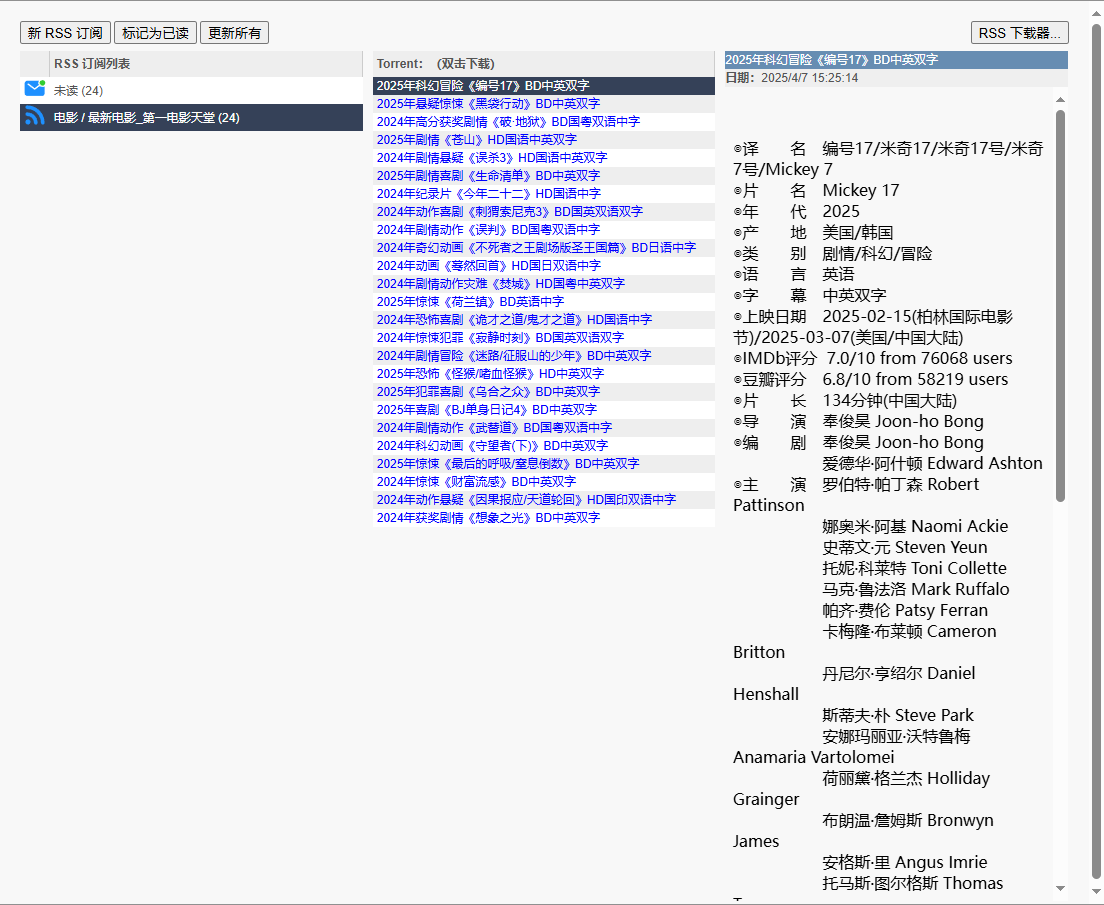 新 RSS 订阅 标记为已读 更新所有 RSS 下载器...
RSS 订阅列表
未读 (24)
电影 / 最新电影_第一电影天堂 (24)
Torrent: (双击下载)
2025年科幻冒险《编号17》BD中英双字
2025年悬疑惊悚《黑袋行动》BD中英双字
2024年高分获奖剧情《破·地狱》BD国粤双语中字
2025年剧情《苍山》HD国语中英双字
2024年剧情悬疑《误杀3》HD国语中英双字
2025年剧情喜剧《生命清单》BD中英双字
2024年纪录片《今年二十二》HD国语中字
2024年动作喜剧《刺猬索尼克3》BD国英双语双字
2024年剧情动作《误判》BD国粤双语中字
2024年奇幻动画《不死者之王剧场版圣王国篇》BD日语中字
2024年动画《蓦然回首》HD国日双语中字
2024年剧情动作灾难《焚城》HD国粤中英双字
2025年惊悚《荷兰镇》BD英语中字
2024年恐怖喜剧《诡才之道/鬼才之道》HD国语中字
2024年惊悚犯罪《寂静时刻》BD国英双语双字
2024年剧情冒险《迷路/征服山的少年》BD中英双字
2025年恐怖《怪猴/嗜血怪猴》HD中英双字
2025年犯罪喜剧《乌合之众》BD中英双字
2025年喜剧《BJ单身日记4》BD中英双字
2024年剧情动作《武替道》BD国粤双语中字
2024年科幻动画《守望者(下)》BD中英双字
2025年惊悚《最后的呼吸/窒息倒数》BD中英双字
2024年惊悚《财富流感》BD中英双字
2024年动作悬疑《因果报应/天道轮回》HD国印双语中字
2024年获奖剧情《想象之光》BD中英双字
2025年科幻冒险《编号17》BD中英双字
日期: 2025/4/7 15:25:14
◎译　　名　编号17/米奇17/米奇17号/米奇
7号/Mickey 7
◎片　　名　Mickey 17
◎年　　代　2025
◎产　　地　美国/韩国
◎类　　别　剧情/科幻/冒险
◎语　　言　英语
◎字　　幕　中英双字
◎上映日期　2025-02-15(柏林国际电影
节)/2025-03-07(美国/中国大陆)
◎IMDb评分  7.0/10 from 76068 users
◎豆瓣评分　6.8/10 from 58219 users
◎片　　长　134分钟(中国大陆)
◎导　　演　奉俊昊 Joon-ho Bong
◎编　　剧　奉俊昊 Joon-ho Bong
爱德华·阿什顿 Edward Ashton
◎主　　演　罗伯特·帕丁森 Robert
Pattinson
娜奥米·阿基 Naomi Ackie
史蒂文·元 Steven Yeun
托妮·科莱特 Toni Collette
马克·鲁法洛 Mark Ruffalo
帕齐·费伦 Patsy Ferran
卡梅隆·布莱顿 Cameron
Britton
丹尼尔·亨绍尔 Daniel
Henshall
斯蒂夫·朴 Steve Park
安娜玛丽亚·沃特鲁梅
Anamaria Vartolomei
荷丽黛·格兰杰 Holliday
Grainger
布朗温·詹姆斯 Bronwyn
James
安格斯·里 Angus Imrie
托马斯·图尔格斯 Thomas